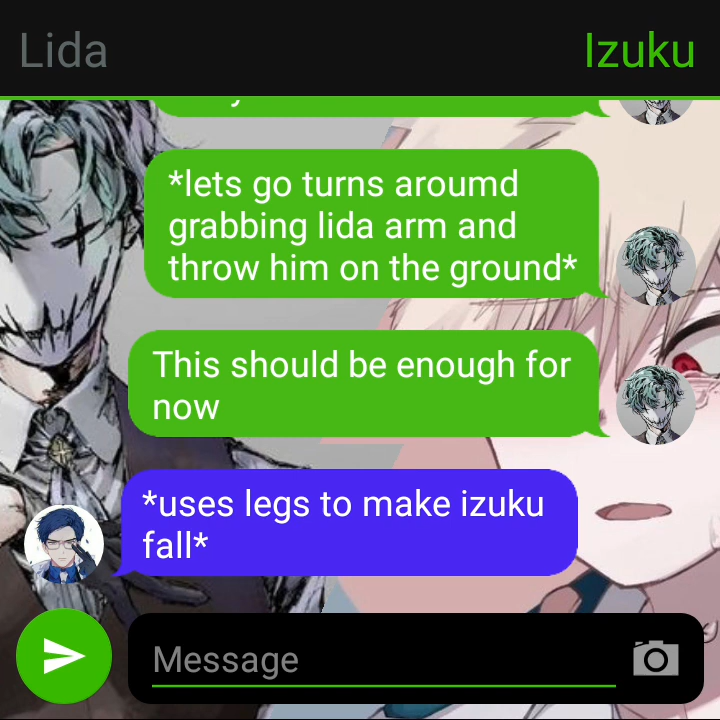 Lida
Izuku
*lets go turns aroumd
grabbing lida arm and
throw him on the ground*
This should be enough for
now
*uses legs to make izuku
fall*
Message